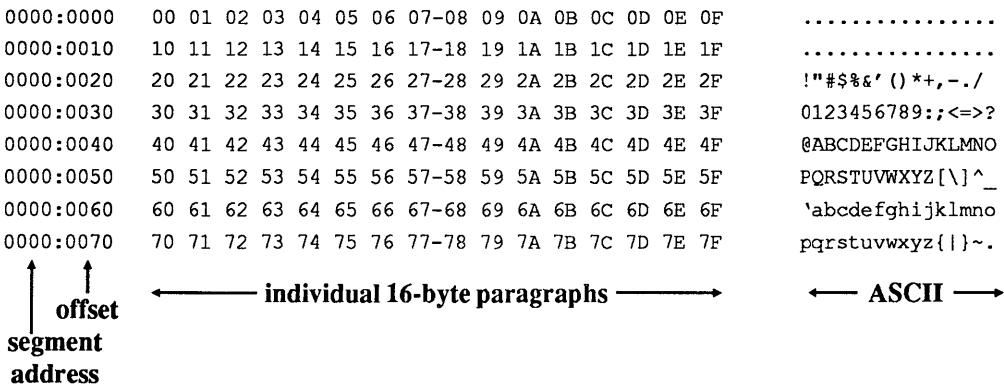 0000:0000 00 01 02 03 04 05 06 07-08 09 0A 0B 0C 0D 0E 0F ................
0000:0010 10 11 12 13 14 15 16 17-18 19 1A 1B 1C 1D 1E 1F ................
0000:0020 20 21 22 23 24 25 26 27-28 29 2A 2B 2C 2D 2E 2F !"#$%&'()*+,-./
0000:0030 30 31 32 33 34 35 36 37-38 39 3A 3B 3C 3D 3E 3F 0123456789:;<=>?
0000:0040 40 41 42 43 44 45 46 47-48 49 4A 4B 4C 4D 4E 4F @ABCDEFGHIJKLMNO
0000:0050 50 51 52 53 54 55 56 57-58 59 5A 5B 5C 5D 5E 5F PQRSTUVWXYZ[\]^_
0000:0060 60 61 62 63 64 65 66 67-68 69 6A 6B 6C 6D 6E 6F `abcdefghijklmno
0000:0070 70 71 72 73 74 75 76 77-78 79 7A 7B 7C 7D 7E 7F pqrstuvwxyz{|}~.
offset individual 16-byte paragraphs ASCII
segment
address